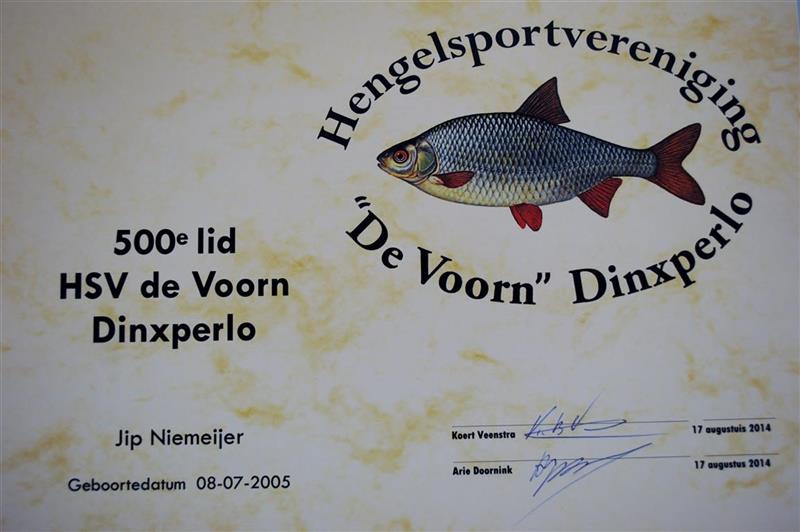 Hengelsportvereniging
"De Voorn" Dinxperlo
500e lid
HSV de Voorn
Dinxperlo
Jip Niemeijer
Geboortedatum 08-07-2005
Koert Veenstra 17 augustuis 2014
Arie Doornink 17 augustus 2014